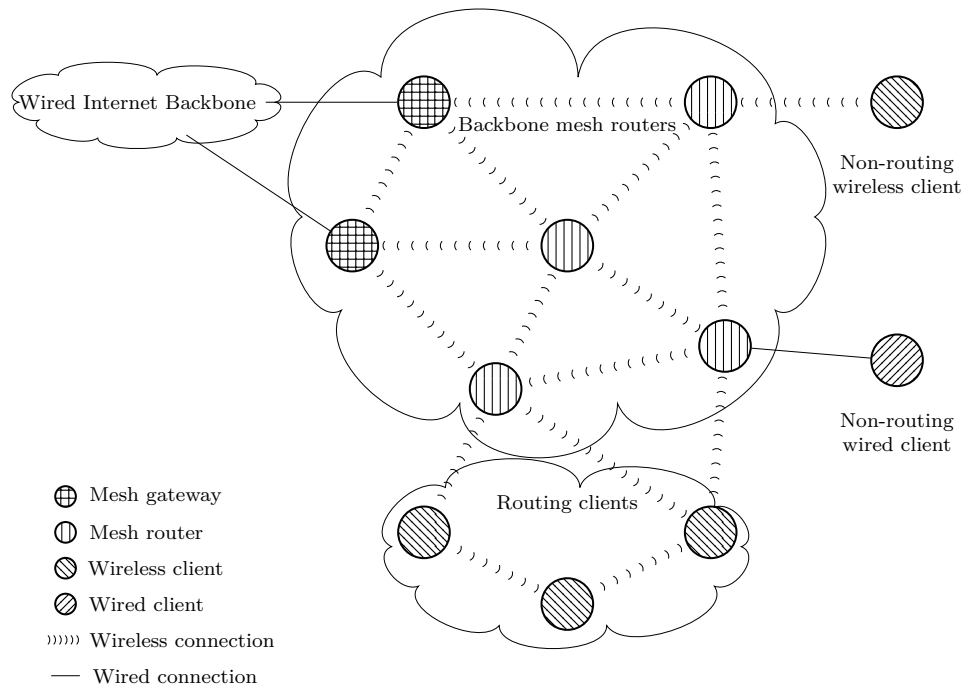 Wired Internet Backbone
Backbone mesh routers
Non-routing
wireless client
Non-routing
wired client
Routing clients
Mesh gateway
Mesh router
Wireless client
Wired client
Wireless connection
Wired connection